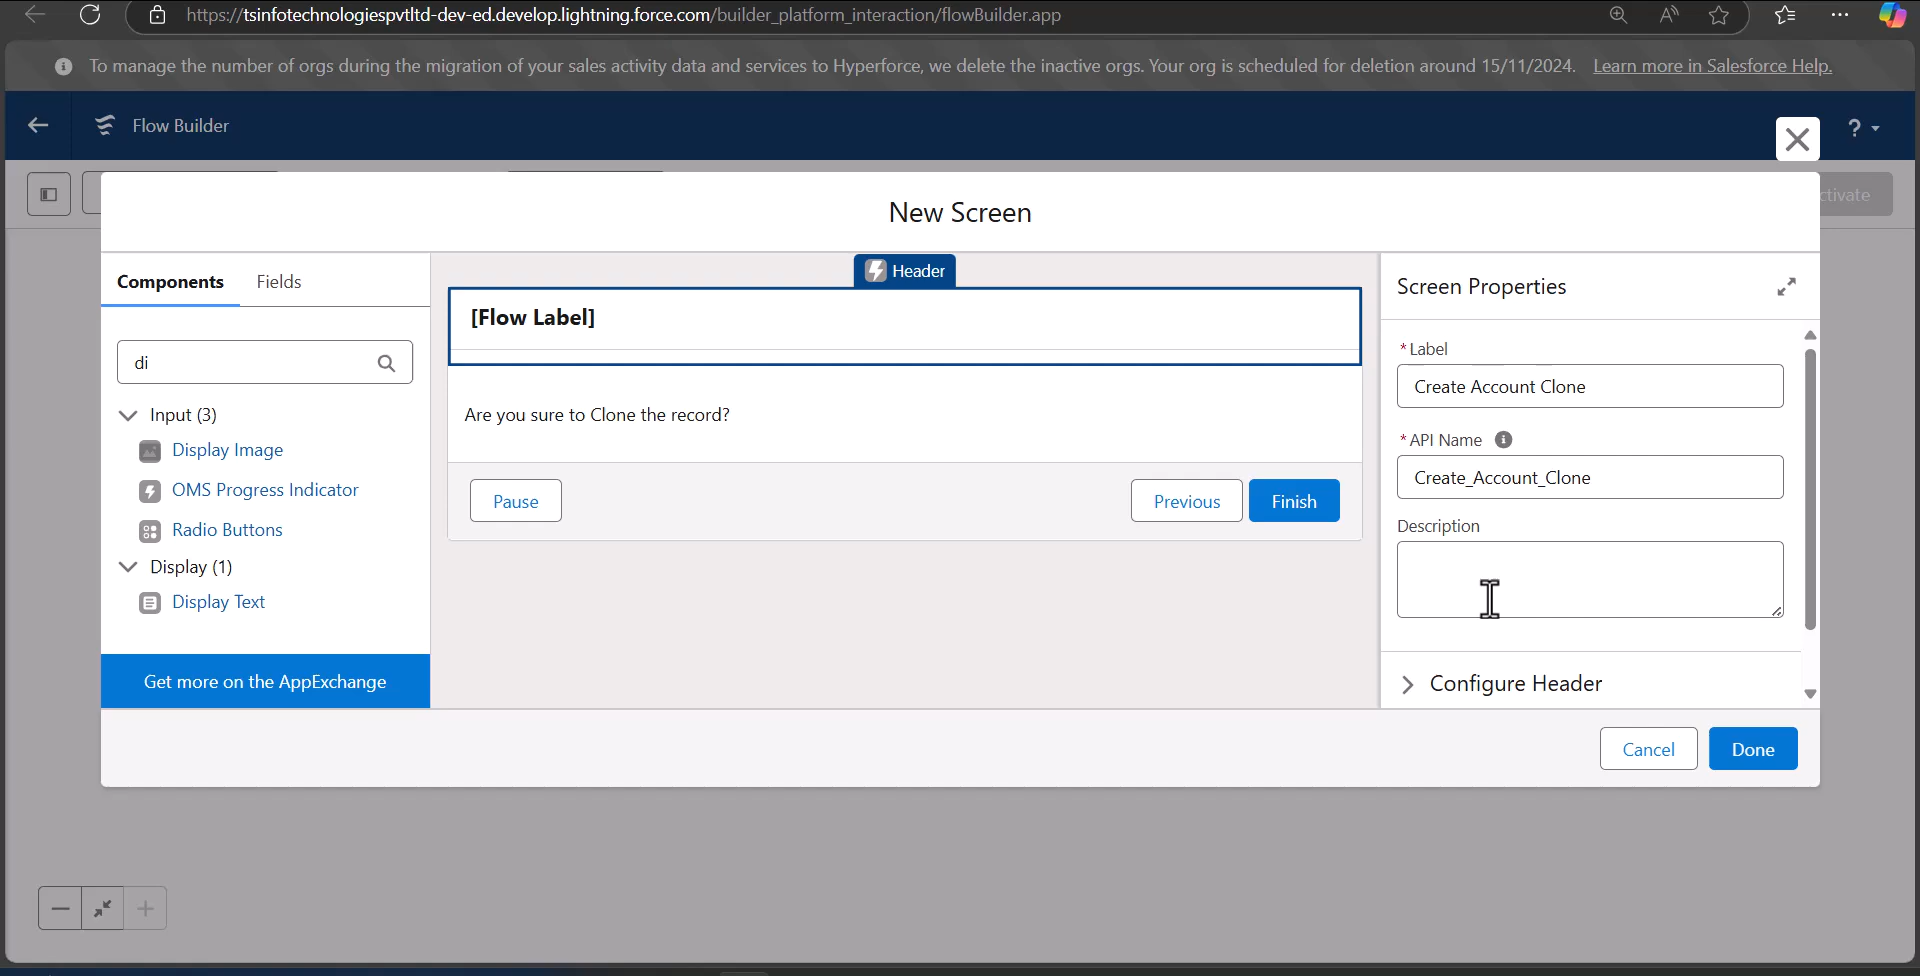 https://tsinfotechnologiespvtltd-dev-ed.develop.lightning.force.com/builder_platform_interaction/flowBuilder.app
To manage the number of orgs during the migration of your sales activity data and services to Hyperforce, we delete the inactive orgs. Your org is scheduled for deletion around 15/11/2024. Learn more in Salesforce Help.
Flow Builder
?
ctivate
New Screen
Components
Fields
di
Input (3)
Display Image
OMS Progress Indicator
Radio Buttons
Display (1)
Display Text
Get more on the AppExchange
Header
[Flow Label]
Are you sure to Clone the record?
Pause
Previous
Finish
Screen Properties
* Label
Create Account Clone
* API Name
Create_Account_Clone
Description
Configure Header
Cancel
Done